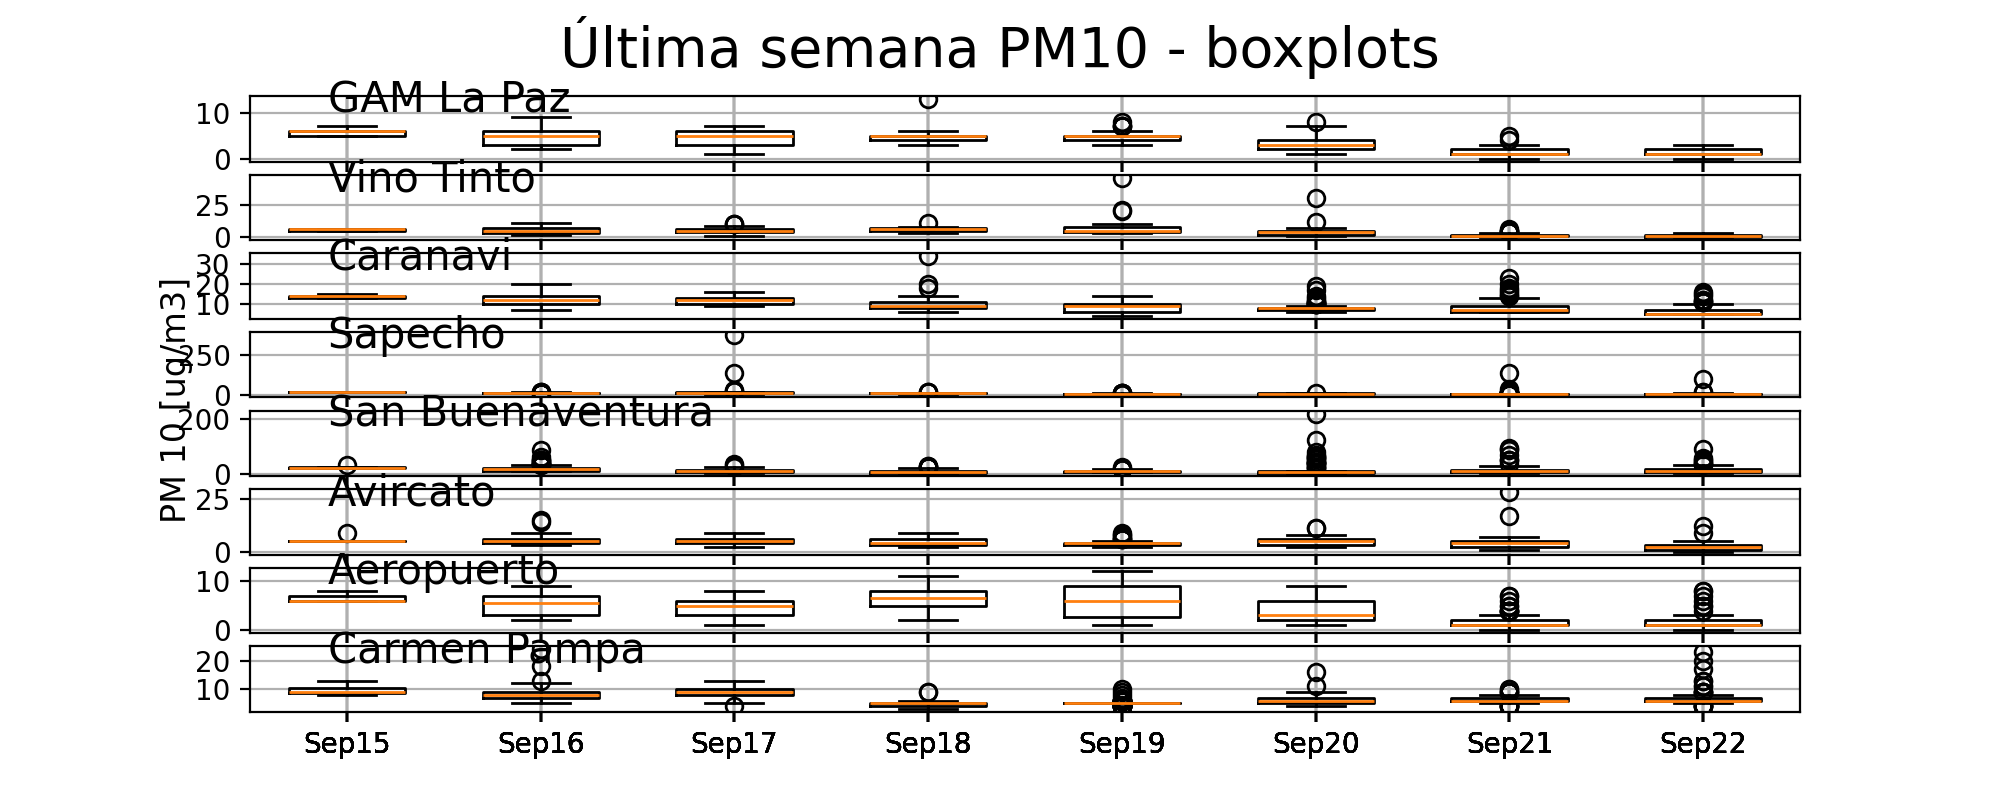 Última semana PM10 - boxplots
GAM La Paz
10
0
Vino Tinto
25
0
Caranavi
30
20
10
Sapecho
250
0
San Buenaventura
200
0
Avircato
25
0
Aeropuerto
10
0
Carmen Pampa
20
10
PM 10 [ug/m3]
Sep15 Sep16 Sep17 Sep18 Sep19 Sep20 Sep21 Sep22